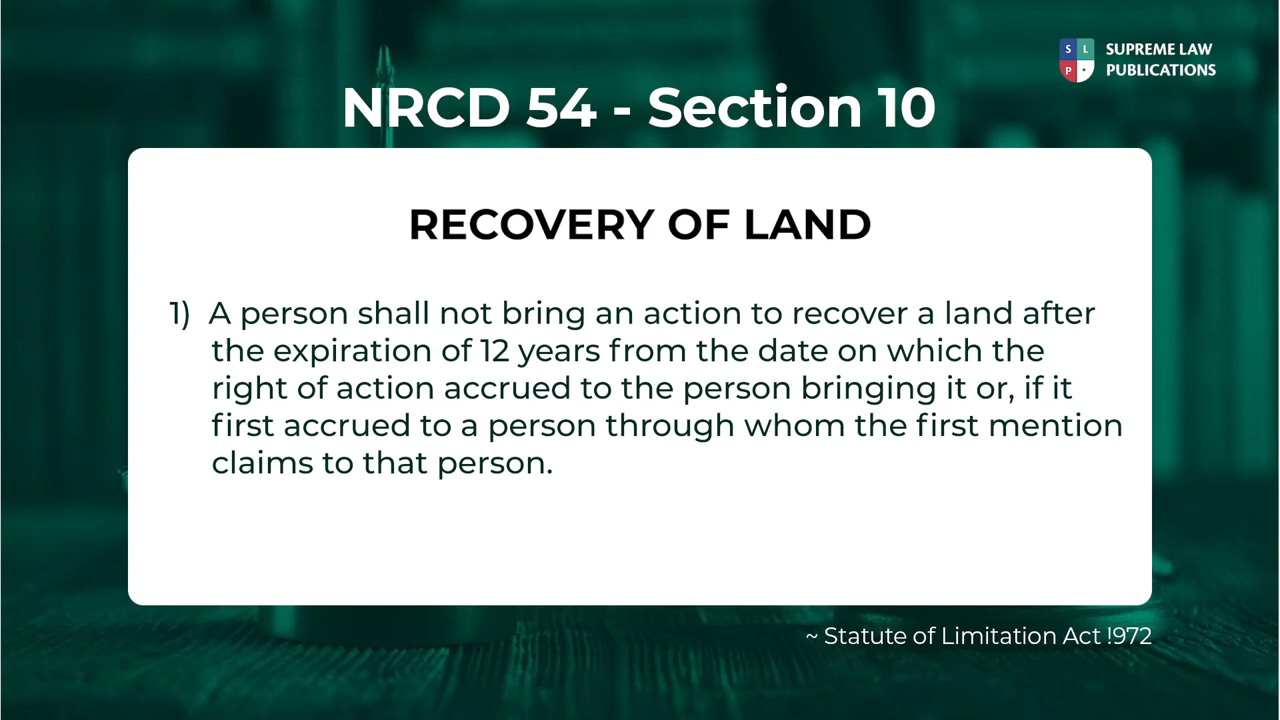 S L
P
SUPREME LAW
PUBLICATIONS
NRCD 54 - Section 10
RECOVERY OF LAND
1) A person shall not bring an action to recover a land after
the expiration of 12 years from the date on which the
right of action accrued to the person bringing it or, if it
first accrued to a person through whom the first mention
claims to that person.
~ Statute of Limitation Act !972